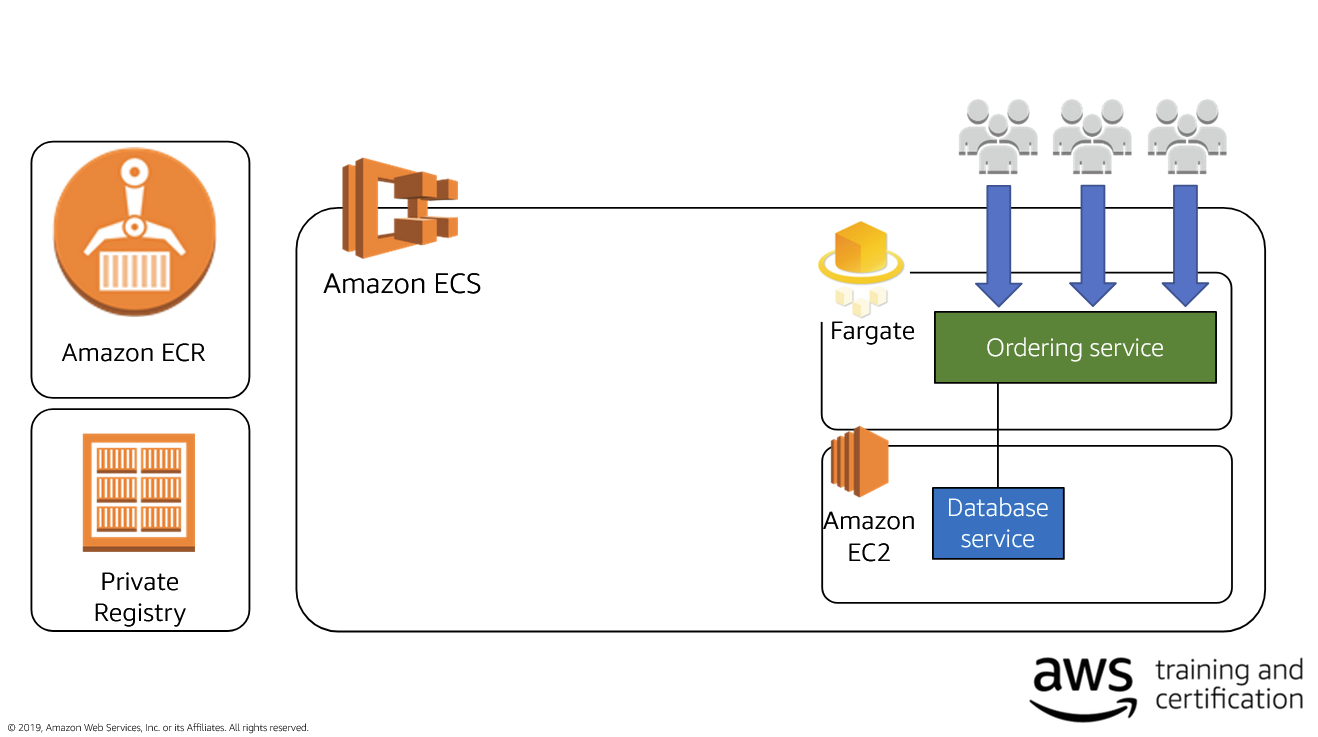 Amazon ECR
Private
Registry
Amazon ECS
Fargate
Ordering service
Amazon
EC2
Database
service
aws
training and
certification
© 2019, Amazon Web Services, Inc. or its Affiliates. All rights reserved.